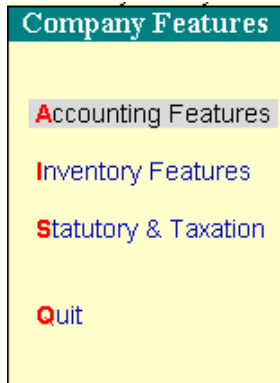 Company Features
Accounting Features
Inventory Features
Statutory & Taxation
Quit